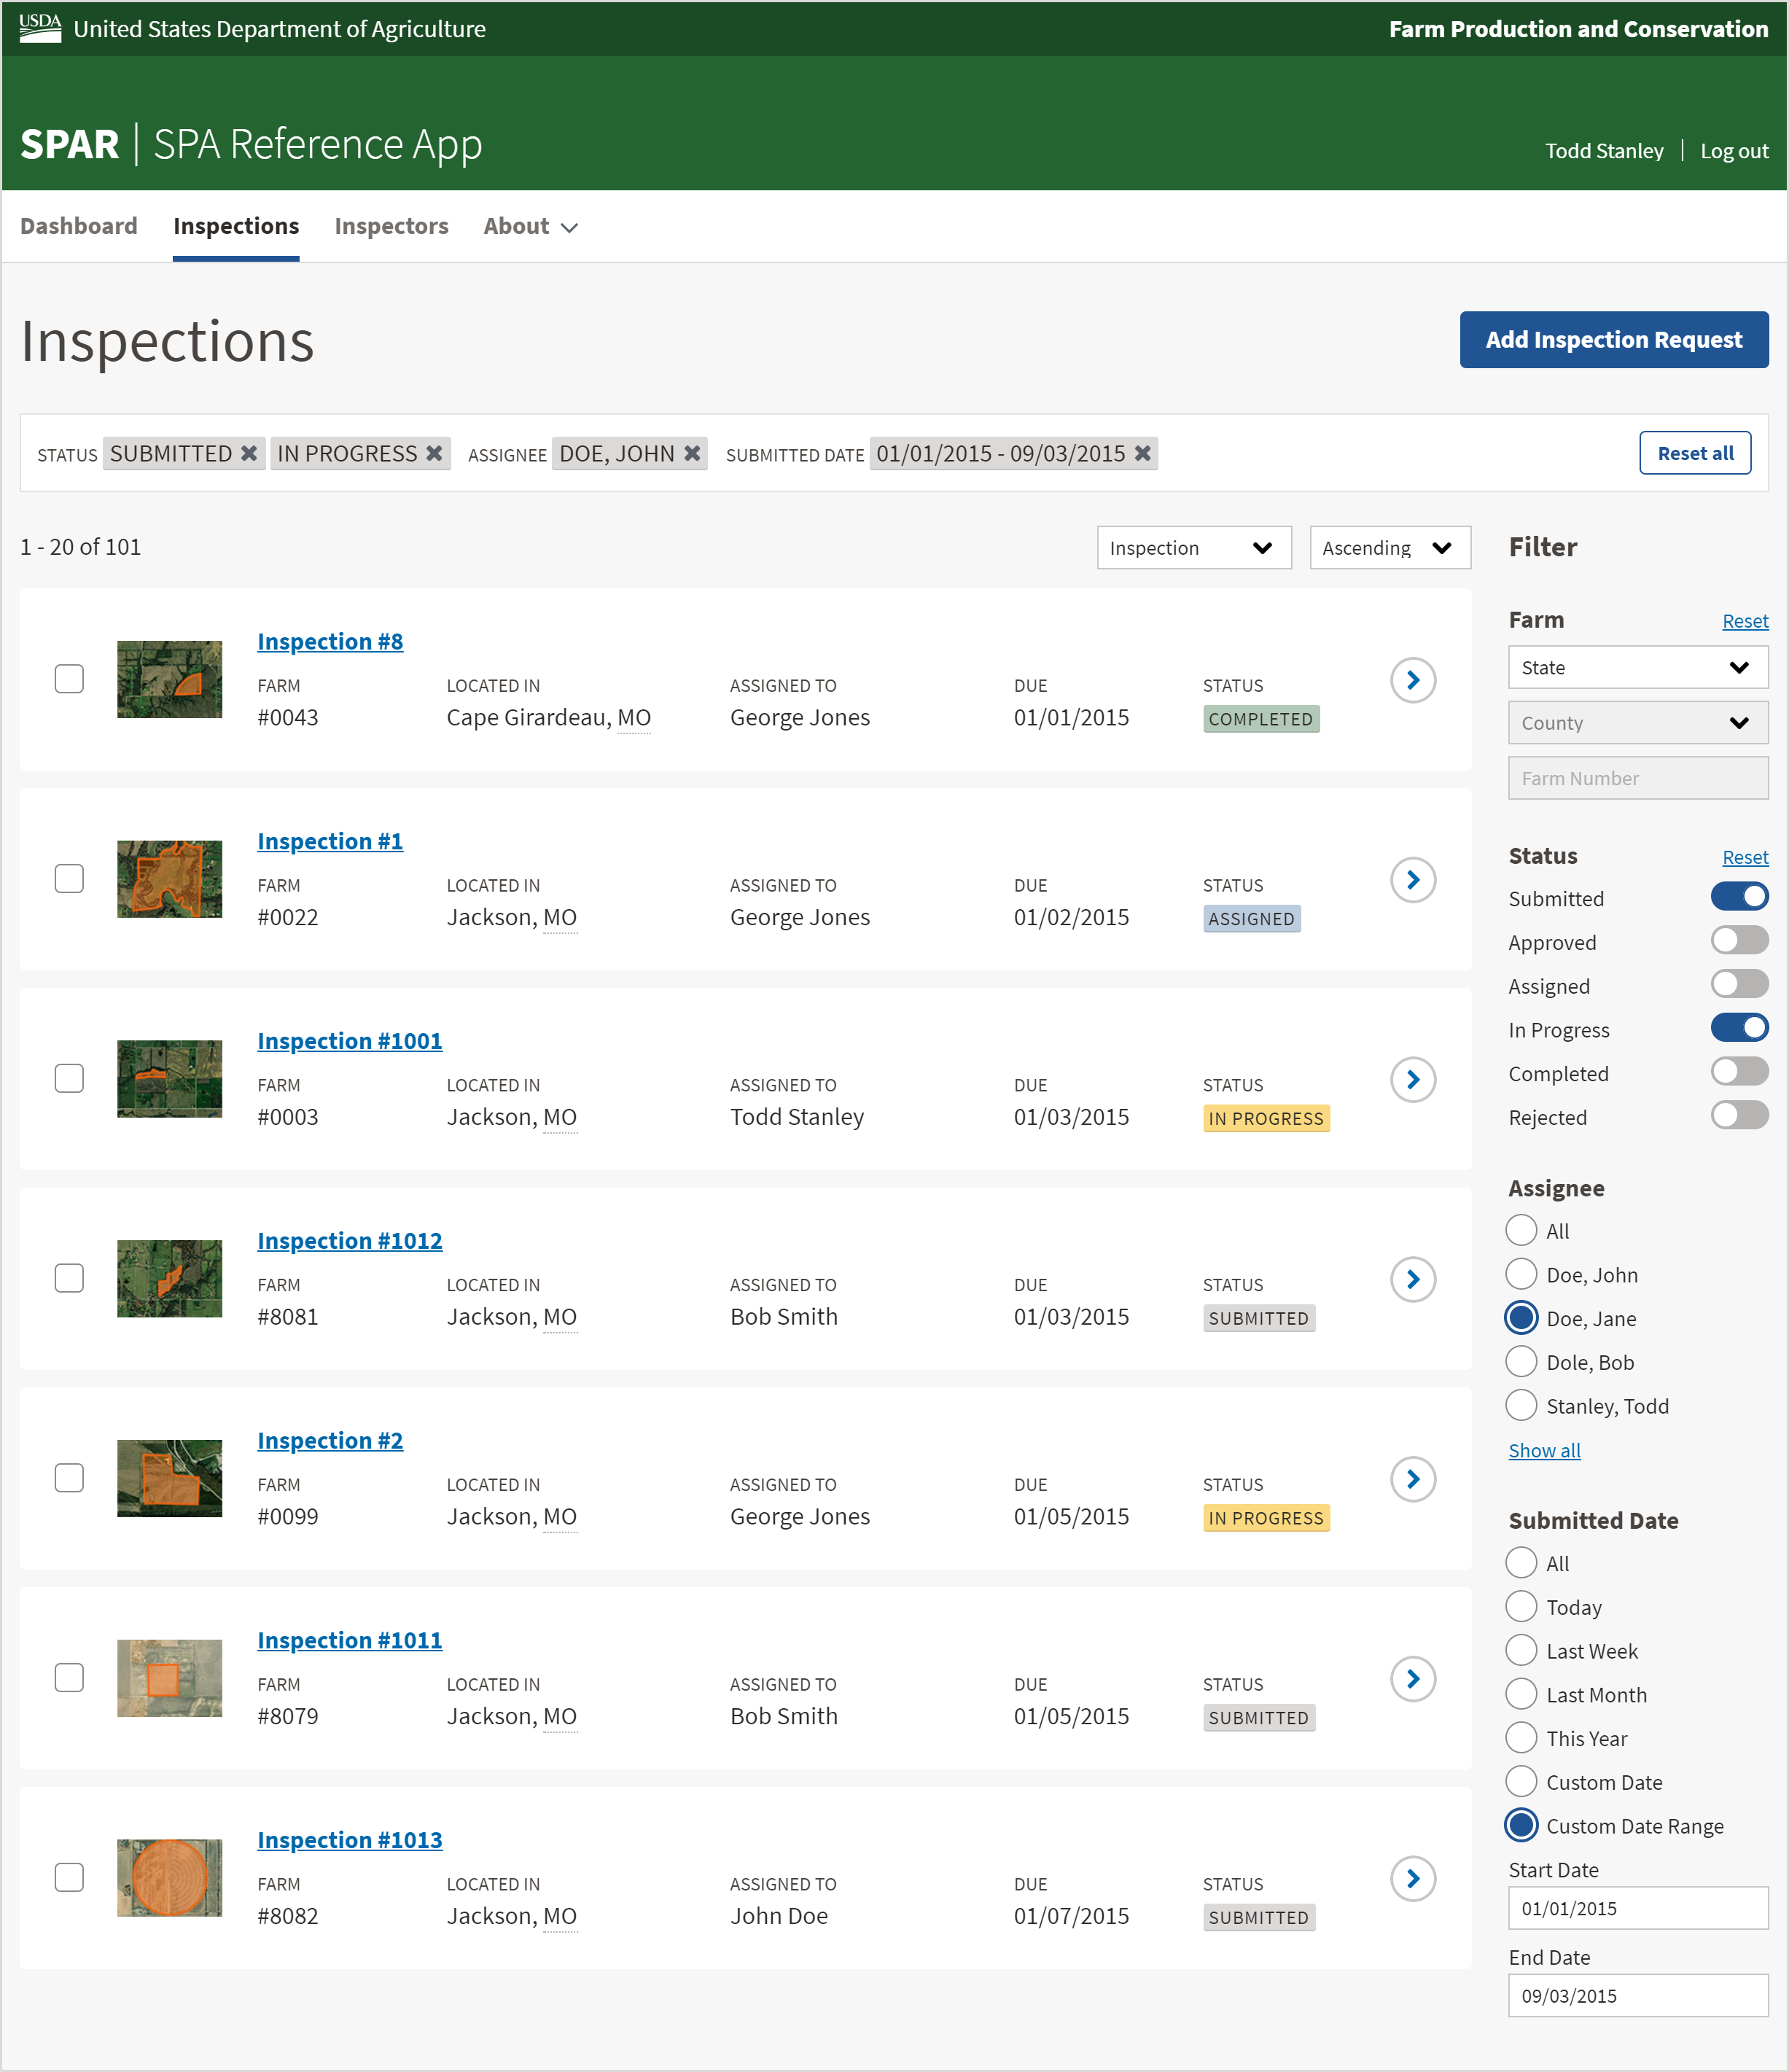 USDA United States Department of Agriculture
Farm Production and Conservation
SPAR | SPA Reference App
Todd Stanley | Log out
Dashboard Inspections Inspectors About
Inspections
Add Inspection Request
STATUS SUBMITTED IN PROGRESS ASSIGNEE DOE, JOHN SUBMITTED DATE 01/01/2015 - 09/03/2015 Reset all
1 - 20 of 101
Inspection Ascending
Inspection #8
FARM LOCATED IN ASSIGNED TO DUE STATUS
#0043 Cape Girardeau, MO George Jones 01/01/2015 COMPLETED
Inspection #1
FARM LOCATED IN ASSIGNED TO DUE STATUS
#0022 Jackson, MO George Jones 01/02/2015 ASSIGNED
Inspection #1001
FARM LOCATED IN ASSIGNED TO DUE STATUS
#0003 Jackson, MO Todd Stanley 01/03/2015 IN PROGRESS
Inspection #1012
FARM LOCATED IN ASSIGNED TO DUE STATUS
#8081 Jackson, MO Bob Smith 01/03/2015 SUBMITTED
Inspection #2
FARM LOCATED IN ASSIGNED TO DUE STATUS
#0099 Jackson, MO George Jones 01/05/2015 IN PROGRESS
Inspection #1011
FARM LOCATED IN ASSIGNED TO DUE STATUS
#8079 Jackson, MO Bob Smith 01/05/2015 SUBMITTED
Inspection #1013
FARM LOCATED IN ASSIGNED TO DUE STATUS
#8082 Jackson, MO John Doe 01/07/2015 SUBMITTED
Filter
Farm Reset
State
County
Farm Number
Status Reset
Submitted
Approved
Assigned
In Progress
Completed
Rejected
Assignee
All
Doe, John
Doe, Jane
Dole, Bob
Stanley, Todd
Show all
Submitted Date
All
Today
Last Week
Last Month
This Year
Custom Date
Custom Date Range
Start Date
01/01/2015
End Date
09/03/2015